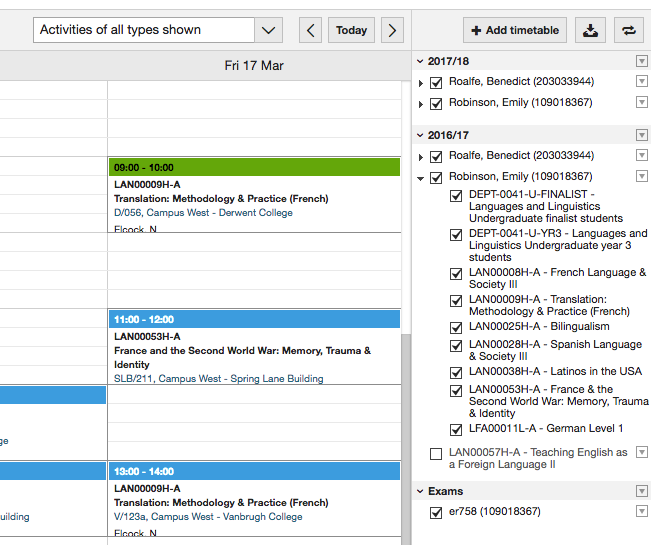 Activities of all types shown
Today
+ Add timetable
Fri 17 Mar
09:00 - 10:00
LAN00009H-A
Translation: Methodology & Practice (French)
D/056, Campus West - Derwent College
Elcock, N
11:00 - 12:00
LAN00053H-A
France and the Second World War: Memory, Trauma &
Identity
SLB/211, Campus West - Spring Lane Building
ge
uilding
13:00 - 14:00
LAN00009H-A
Translation: Methodology & Practice (French)
V/123a, Campus West - Vanbrugh College
Elcock, N
2017/18
Roalfe, Benedict (203033944)
Robinson, Emily (109018367)
2016/17
Roalfe, Benedict (203033944)
Robinson, Emily (109018367)
DEPT-0041-U-FINALIST -
Languages and Linguistics
Undergraduate finalist students
DEPT-0041-U-YR3 - Languages and
Linguistics Undergraduate year 3
students
LAN00008H-A - French Language &
Society III
LAN00009H-A - Translation:
Methodology & Practice (French)
LAN00025H-A - Bilingualism
LAN00028H-A - Spanish Language
& Society III
LAN00038H-A - Latinos in the USA
LAN00053H-A - France & the
Second World War: Memory, Trauma
& Identity
LFA00011L-A - German Level 1
LAN00057H-A - Teaching English as
a Foreign Language II
Exams
er758 (109018367)